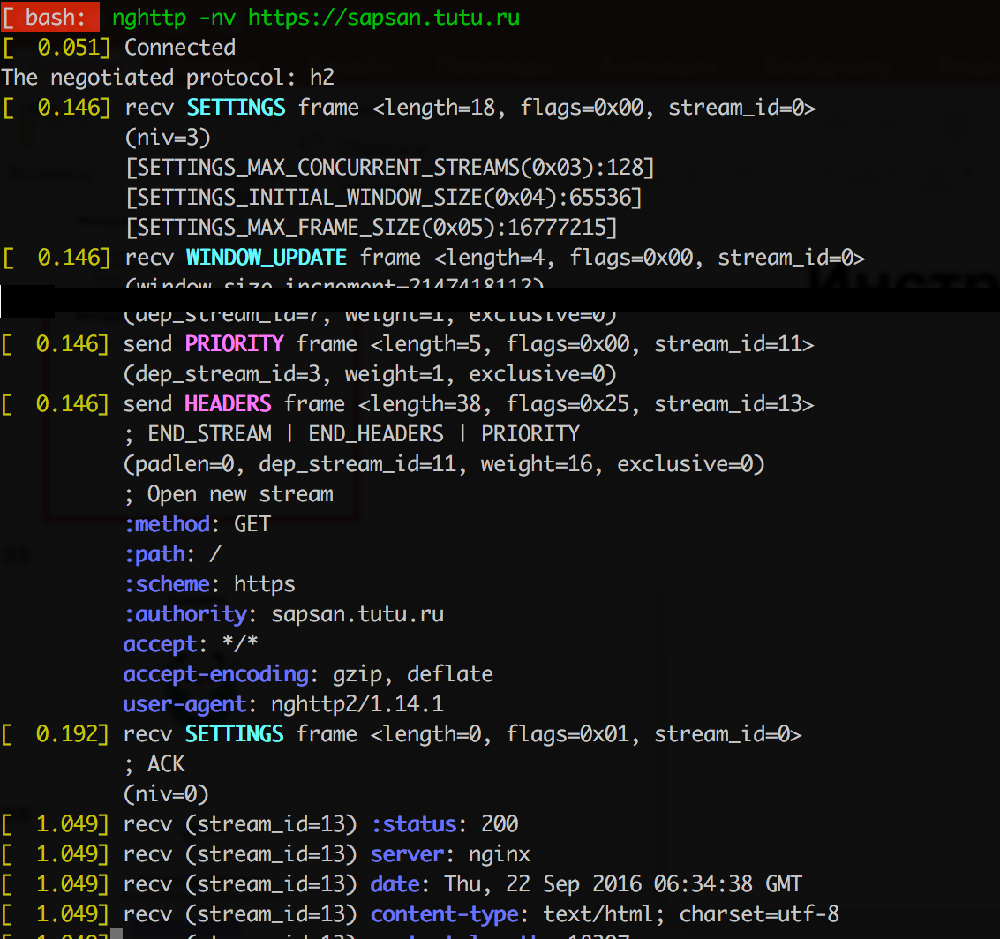 [ bash: nghttp -nv https://sapsan.tutu.ru
[  0.051] Connected
The negotiated protocol: h2
[  0.146] recv SETTINGS frame <length=18, flags=0x00, stream_id=0>
(niv=3)
[SETTINGS_MAX_CONCURRENT_STREAMS(0x03):128]
[SETTINGS_INITIAL_WINDOW_SIZE(0x04):65536]
[SETTINGS_MAX_FRAME_SIZE(0x05):16777215]
[  0.146] recv WINDOW_UPDATE frame <length=4, flags=0x00, stream_id=0>
(window_size_increment=2147418112)
(dep_stream_id=7, weight=1, exclusive=0)
[  0.146] send PRIORITY frame <length=5, flags=0x00, stream_id=11>
(dep_stream_id=3, weight=1, exclusive=0)
[  0.146] send HEADERS frame <length=38, flags=0x25, stream_id=13>
; END_STREAM | END_HEADERS | PRIORITY
(padlen=0, dep_stream_id=11, weight=16, exclusive=0)
; Open new stream
:method: GET
:path: /
:scheme: https
:authority: sapsan.tutu.ru
accept: */*
accept-encoding: gzip, deflate
user-agent: nghttp2/1.14.1
[  0.192] recv SETTINGS frame <length=0, flags=0x01, stream_id=0>
; ACK
(niv=0)
[  1.049] recv (stream_id=13) :status: 200
[  1.049] recv (stream_id=13) server: nginx
[  1.049] recv (stream_id=13) date: Thu, 22 Sep 2016 06:34:38 GMT
[  1.049] recv (stream_id=13) content-type: text/html; charset=utf-8